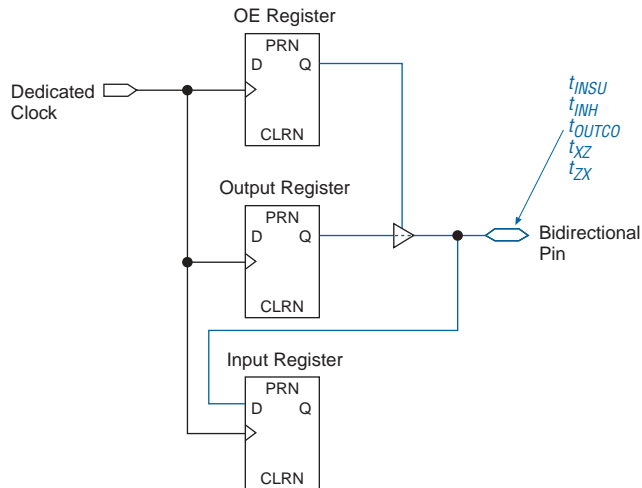 OE Register
PRN
D Q
CLRN
Dedicated
Clock
tINSU
tINH
tOUTCO
tXZ
tZX
Output Register
PRN
D Q
CLRN
Bidirectional
Pin
Input Register
PRN
D Q
CLRN